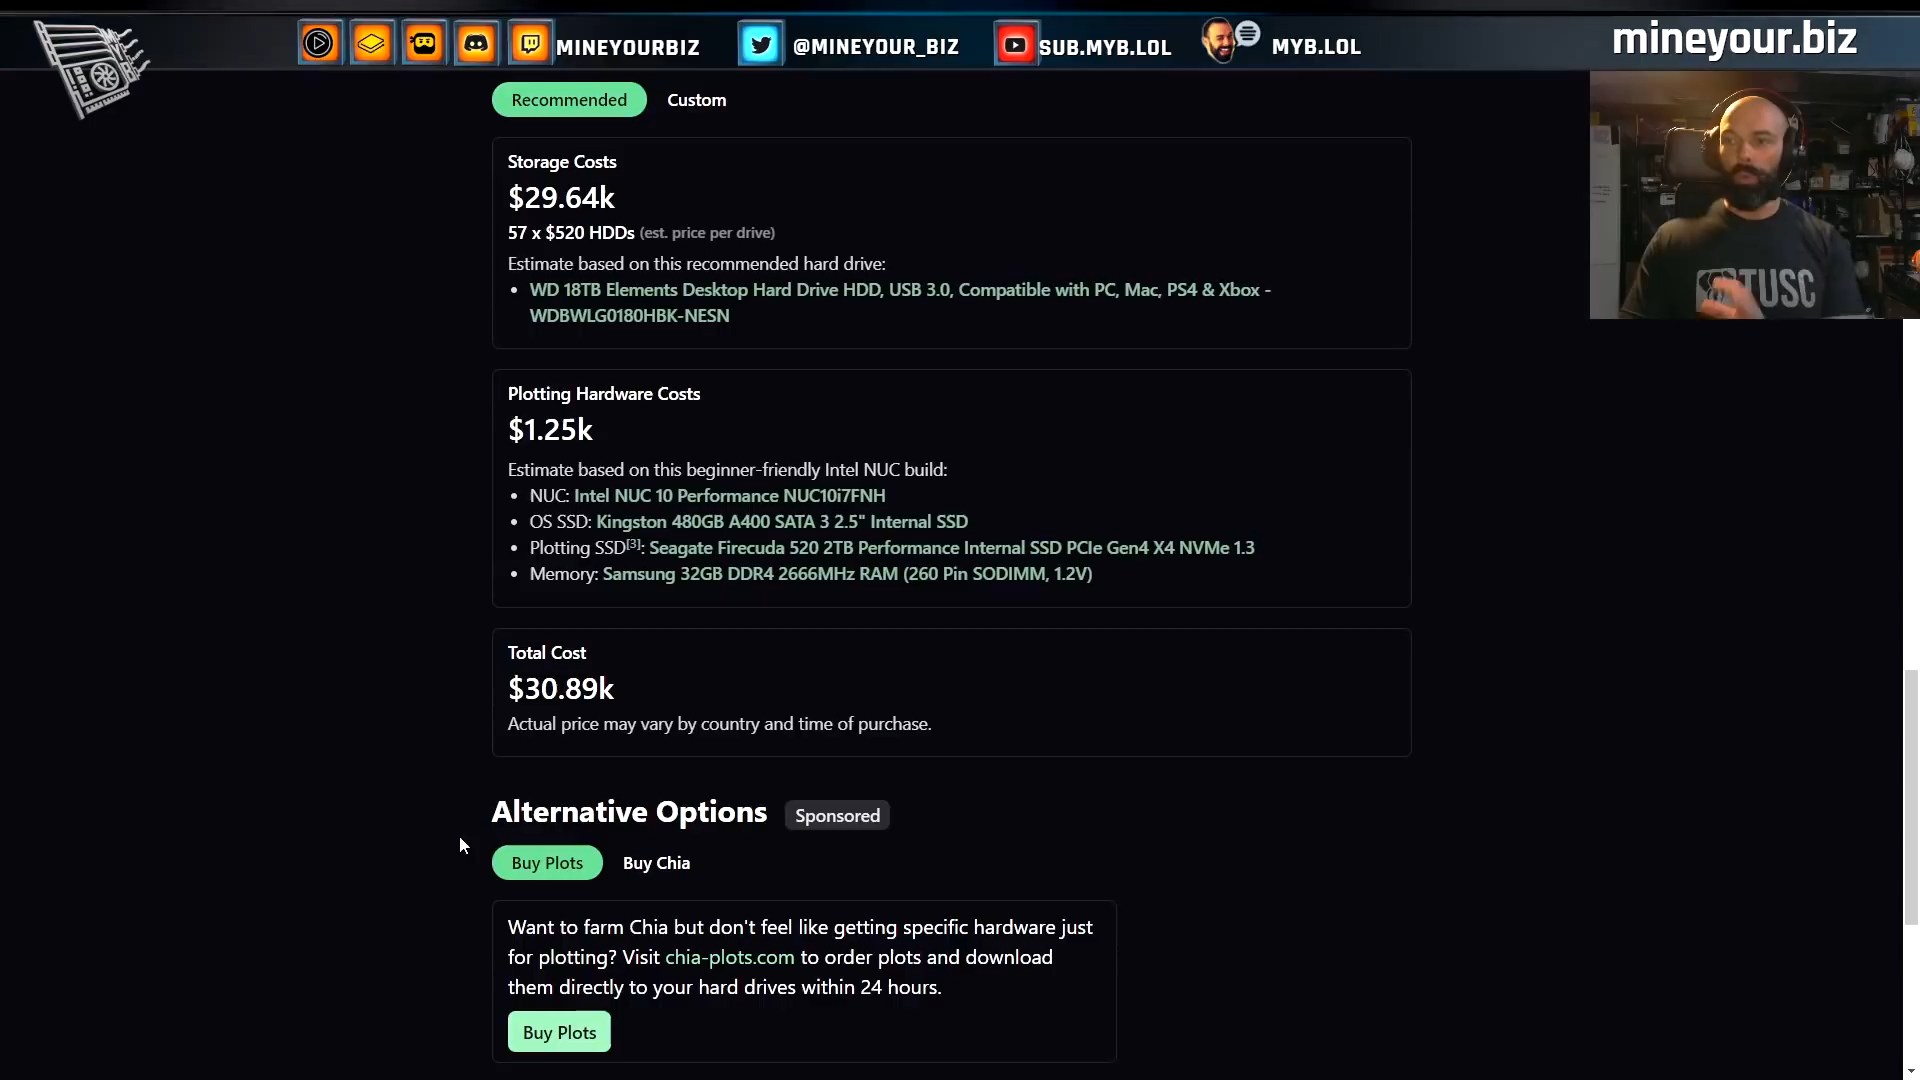 MINEYOURBIZ @MINEYOUR_BIZ SUB.MYB.LOL MYB.LOL mineyour.biz
Recommended Custom
Storage Costs
$29.64k
57 x $520 HDDs (est. price per drive)
Estimate based on this recommended hard drive:
• WD 18TB Elements Desktop Hard Drive HDD, USB 3.0, Compatible with PC, Mac, PS4 & Xbox -
WDBWLG0180HBK-NESN
TUSC
Plotting Hardware Costs
$1.25k
Estimate based on this beginner-friendly Intel NUC build:
• NUC: Intel NUC 10 Performance NUC10i7FNH
• OS SSD: Kingston 480GB A400 SATA 3 2.5" Internal SSD
• Plotting SSD[3]: Seagate Firecuda 520 2TB Performance Internal SSD PCIe Gen4 X4 NVMe 1.3
• Memory: Samsung 32GB DDR4 2666MHz RAM (260 Pin SODIMM, 1.2V)
Total Cost
$30.89k
Actual price may vary by country and time of purchase.
Alternative Options Sponsored
Buy Plots Buy Chia
Want to farm Chia but don't feel like getting specific hardware just
for plotting? Visit chia-plots.com to order plots and download
them directly to your hard drives within 24 hours.
Buy Plots